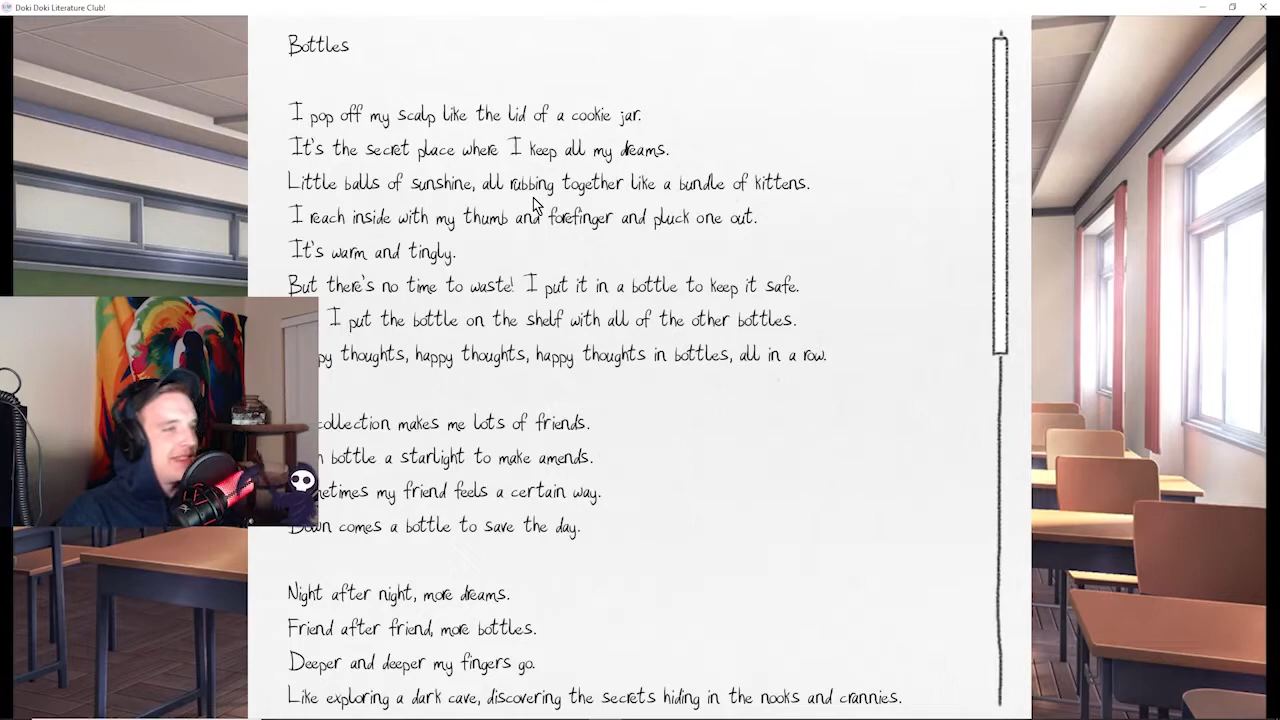 Doki Doki Literature Club!
Bottles
I pop off my scalp like the lid of a cookie jar.
It's the secret place where I keep all my dreams.
Little balls of sunshine, all rubbing together like a bundle of kittens.
I reach inside with my thumb and forefinger and pluck one out.
It's warm and tingly.
But there's no time to waste! I put it in a bottle to keep it safe.
I put the bottle on the shelf with all of the other bottles.
thoughts, happy thoughts, happy thoughts in bottles, all in a row.
collection makes me lots of friends.
bottle a starlight to make amends.
my friend feels a certain way.
Down comes a bottle to save the day.
Night after night, more dreams.
Friend after friend, more bottles.
Deeper and deeper my fingers go.
Like exploring a dark cave, discovering the secrets hiding in the nooks and crannies.